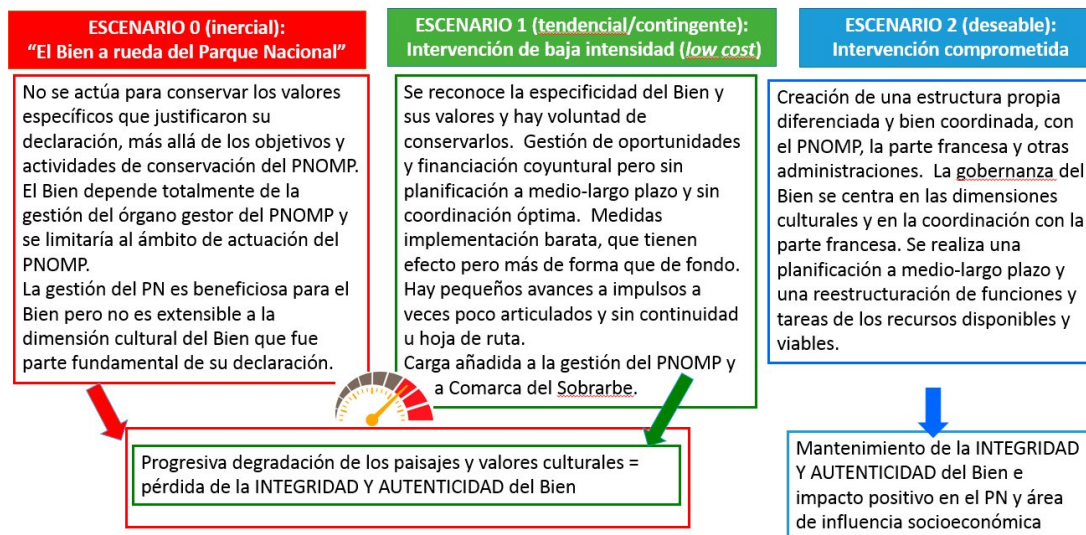 ESCENARIO 0 (inercial):
“El Bien a rueda del Parque Nacional”
No se actúa para conservar los valores
específicos que justificaron su
declaración, más allá de los objetivos y
actividades de conservación del PNOMP.
El Bien depende totalmente de la
gestión del órgano gestor del PNOMP y
se limitaría al ámbito de actuación del
PNOMP.
La gestión del PN es beneficiosa para el
Bien pero no es extensible a la
dimensión cultural del Bien que fue
parte fundamental de su declaración.
ESCENARIO 1 (tendencial/contingente):
Intervención de baja intensidad (low cost)
Se reconoce la especificidad del Bien y
sus valores y hay voluntad de
conservarlos. Gestión de oportunidades
y financiación coyuntural pero sin
planificación a medio-largo plazo y sin
coordinación óptima. Medidas
implementación barata, que tienen
efecto pero más de forma que de fondo.
Hay pequeños avances a impulsos a
veces poco articulados y sin continuidad
u hoja de ruta.
Carga añadida a la gestión del PNOMP y
a Comarca del Sobrarbe.
ESCENARIO 2 (deseable):
Intervención comprometida
Creación de una estructura propia
diferenciada y bien coordinada, con
el PNOMP, la parte francesa y otras
administraciones. La gobernanza del
Bien se centra en las dimensiones
culturales y en la coordinación con la
parte francesa. Se realiza una
planificación a medio-largo plazo y
una reestructuración de funciones y
tareas de los recursos disponibles y
viables.
Progresiva degradación de los paisajes y valores culturales =
pérdida de la INTEGRIDAD Y AUTENTICIDAD del Bien
Mantenimiento de la INTEGRIDAD
Y AUTENTICIDAD del Bien e
impacto positivo en el PN y área
de influencia socioeconómica